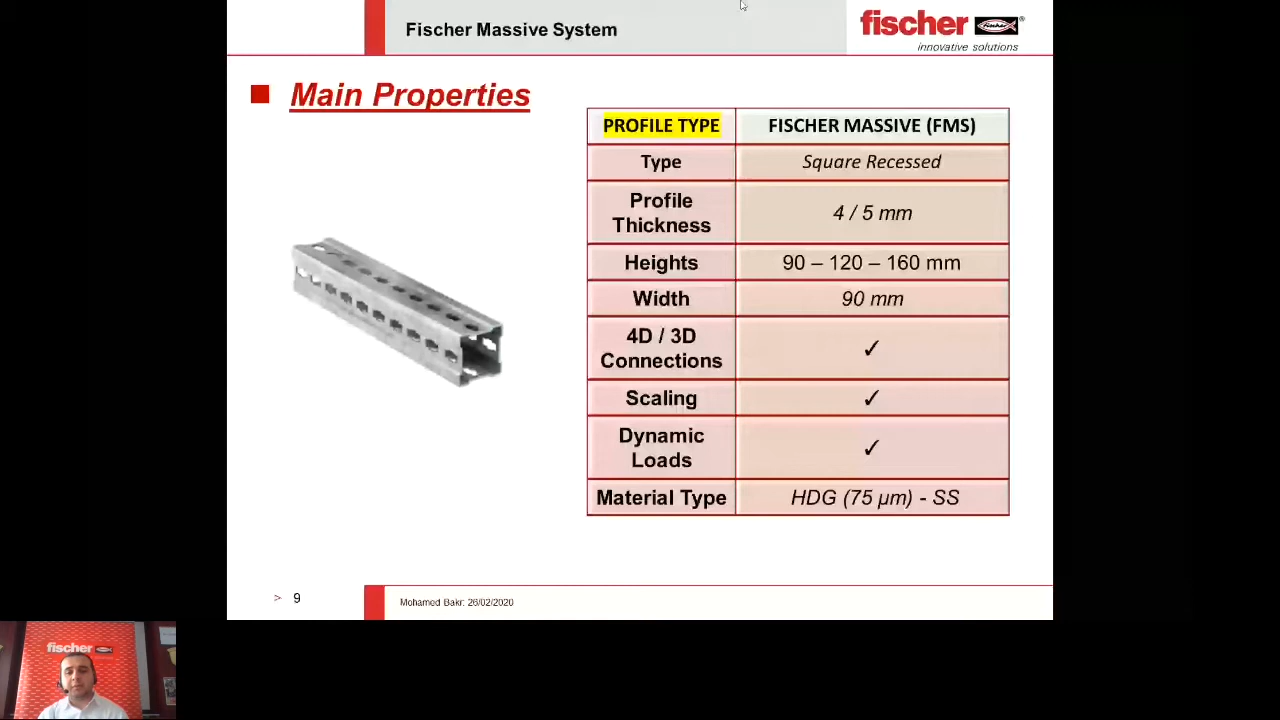 Fischer Massive System
fischer
innovative solutions
Main Properties
PROFILE TYPE
FISCHER MASSIVE (FMS)
Type
Square Recessed
Profile
Thickness
4 / 5 mm
Heights
90 – 120 – 160 mm
Width
90 mm
4D / 3D
Connections
✓
Scaling
✓
Dynamic
Loads
✓
Material Type
HDG (75 µm) - SS
> 9
Mohamed Bakr: 26/02/2020
fischer